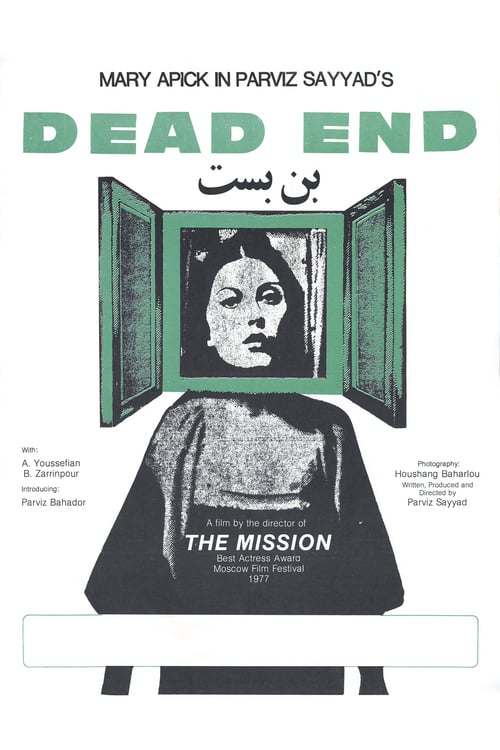 MARY APICK IN PARVIZ SAYYAD'S
DEAD END
بن بست
With:
A. Youssefian
B. Zarrinpour
Introducing:
Parviz Bahador
Photography:
Houshang Baharlou
Written, Produced and
Directed by
Parviz Sayyad
A film by the director of
THE MISSION
Best Actress Award
Moscow Film Festival
1977